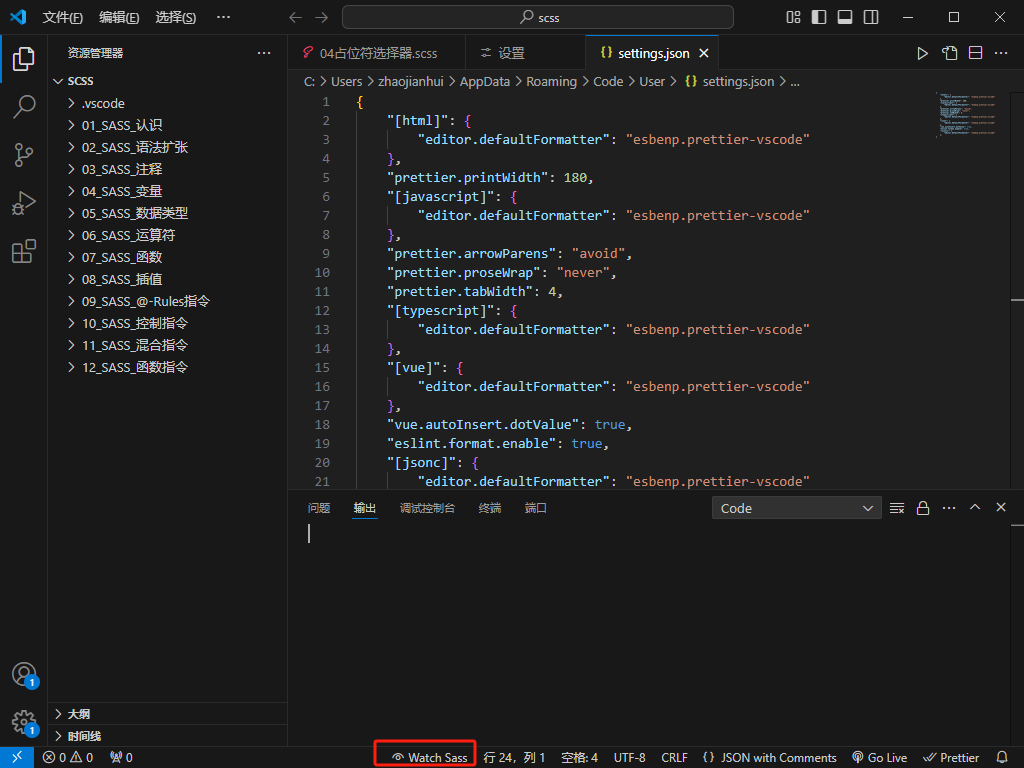 文件(F) 编辑(E) 选择(S) ··· scss
资源管理器 ···
SCSS
.vscode
01_SASS_认识
02_SASS_语法扩张
03_SASS_注释
04_SASS_变量
05_SASS_数据类型
06_SASS_运算符
07_SASS_函数
08_SASS_插值
09_SASS_@-Rules指令
10_SASS_控制指令
11_SASS_混合指令
12_SASS_函数指令
大纲
时间线
04占位符选择器.scss 设置 {} settings.json
C: > Users > zhaojianhui > AppData > Roaming > Code > User > {} settings.json > ...
1 {
2 "[html]": {
3 "editor.defaultFormatter": "esbenp.prettier-vscode"
4 },
5 "prettier.printWidth": 180,
6 "[javascript]": {
7 "editor.defaultFormatter": "esbenp.prettier-vscode"
8 },
9 "prettier.arrowParens": "avoid",
10 "prettier.proseWrap": "never",
11 "prettier.tabWidth": 4,
12 "[typescript]": {
13 "editor.defaultFormatter": "esbenp.prettier-vscode"
14 },
15 "[vue]": {
16 "editor.defaultFormatter": "esbenp.prettier-vscode"
17 },
18 "vue.autoInsert.dotValue": true,
19 "eslint.format.enable": true,
20 "[jsonc]": {
21 "editor.defaultFormatter": "esbenp.prettier-vscode"
问题 输出 调试控制台 终端 端口 Code
1
1
0 0 0 Watch Sass 行 24，列 1 空格: 4 UTF-8 CRLF {} JSON with Comments Go Live Prettier